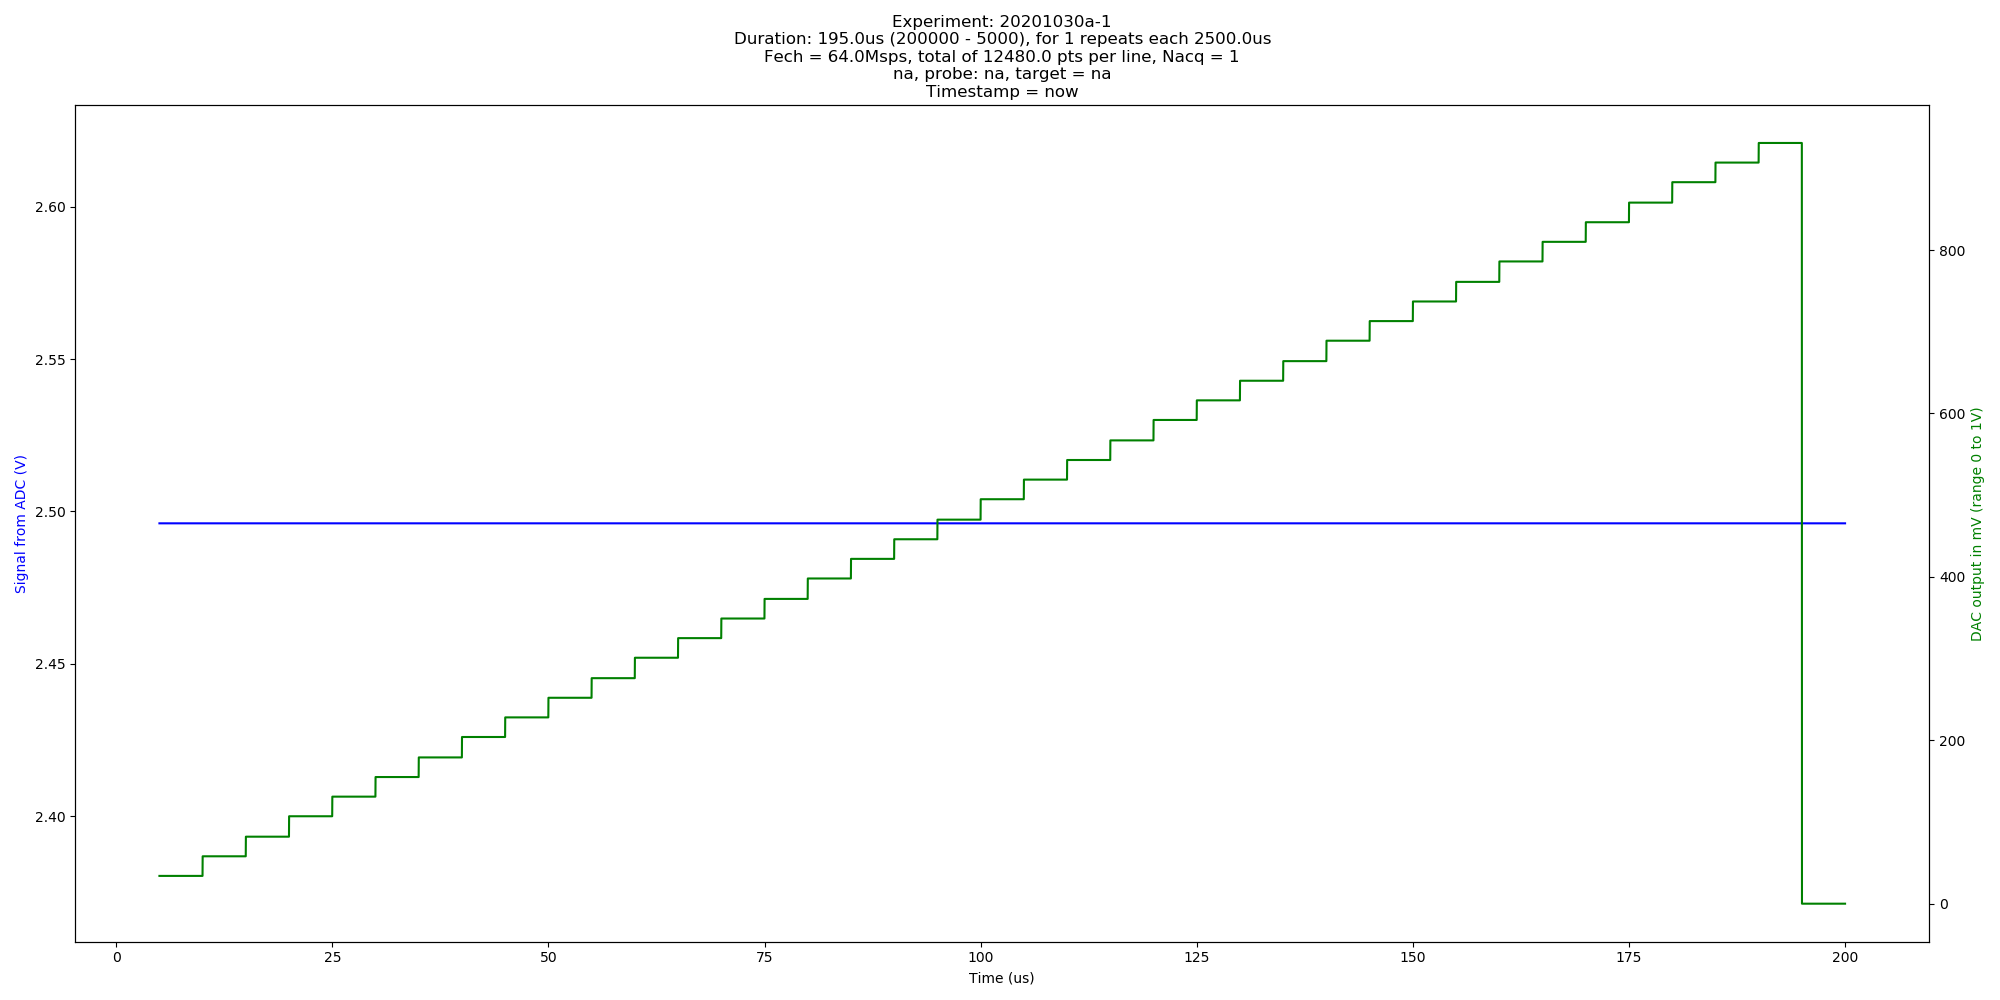 Experiment: 20201030a-1
Duration: 195.0us (200000 - 5000), for 1 repeats each 2500.0us
Fech = 64.0Msps, total of 12480.0 pts per line, Nacq = 1
na, probe: na, target = na
Timestamp = now
Signal from ADC (V)
2.60
2.55
2.50
2.45
2.40
800
600
400
200
0
DAC output in mV (range 0 to 1V)
0 25 50 75 100 125 150 175 200
Time (us)